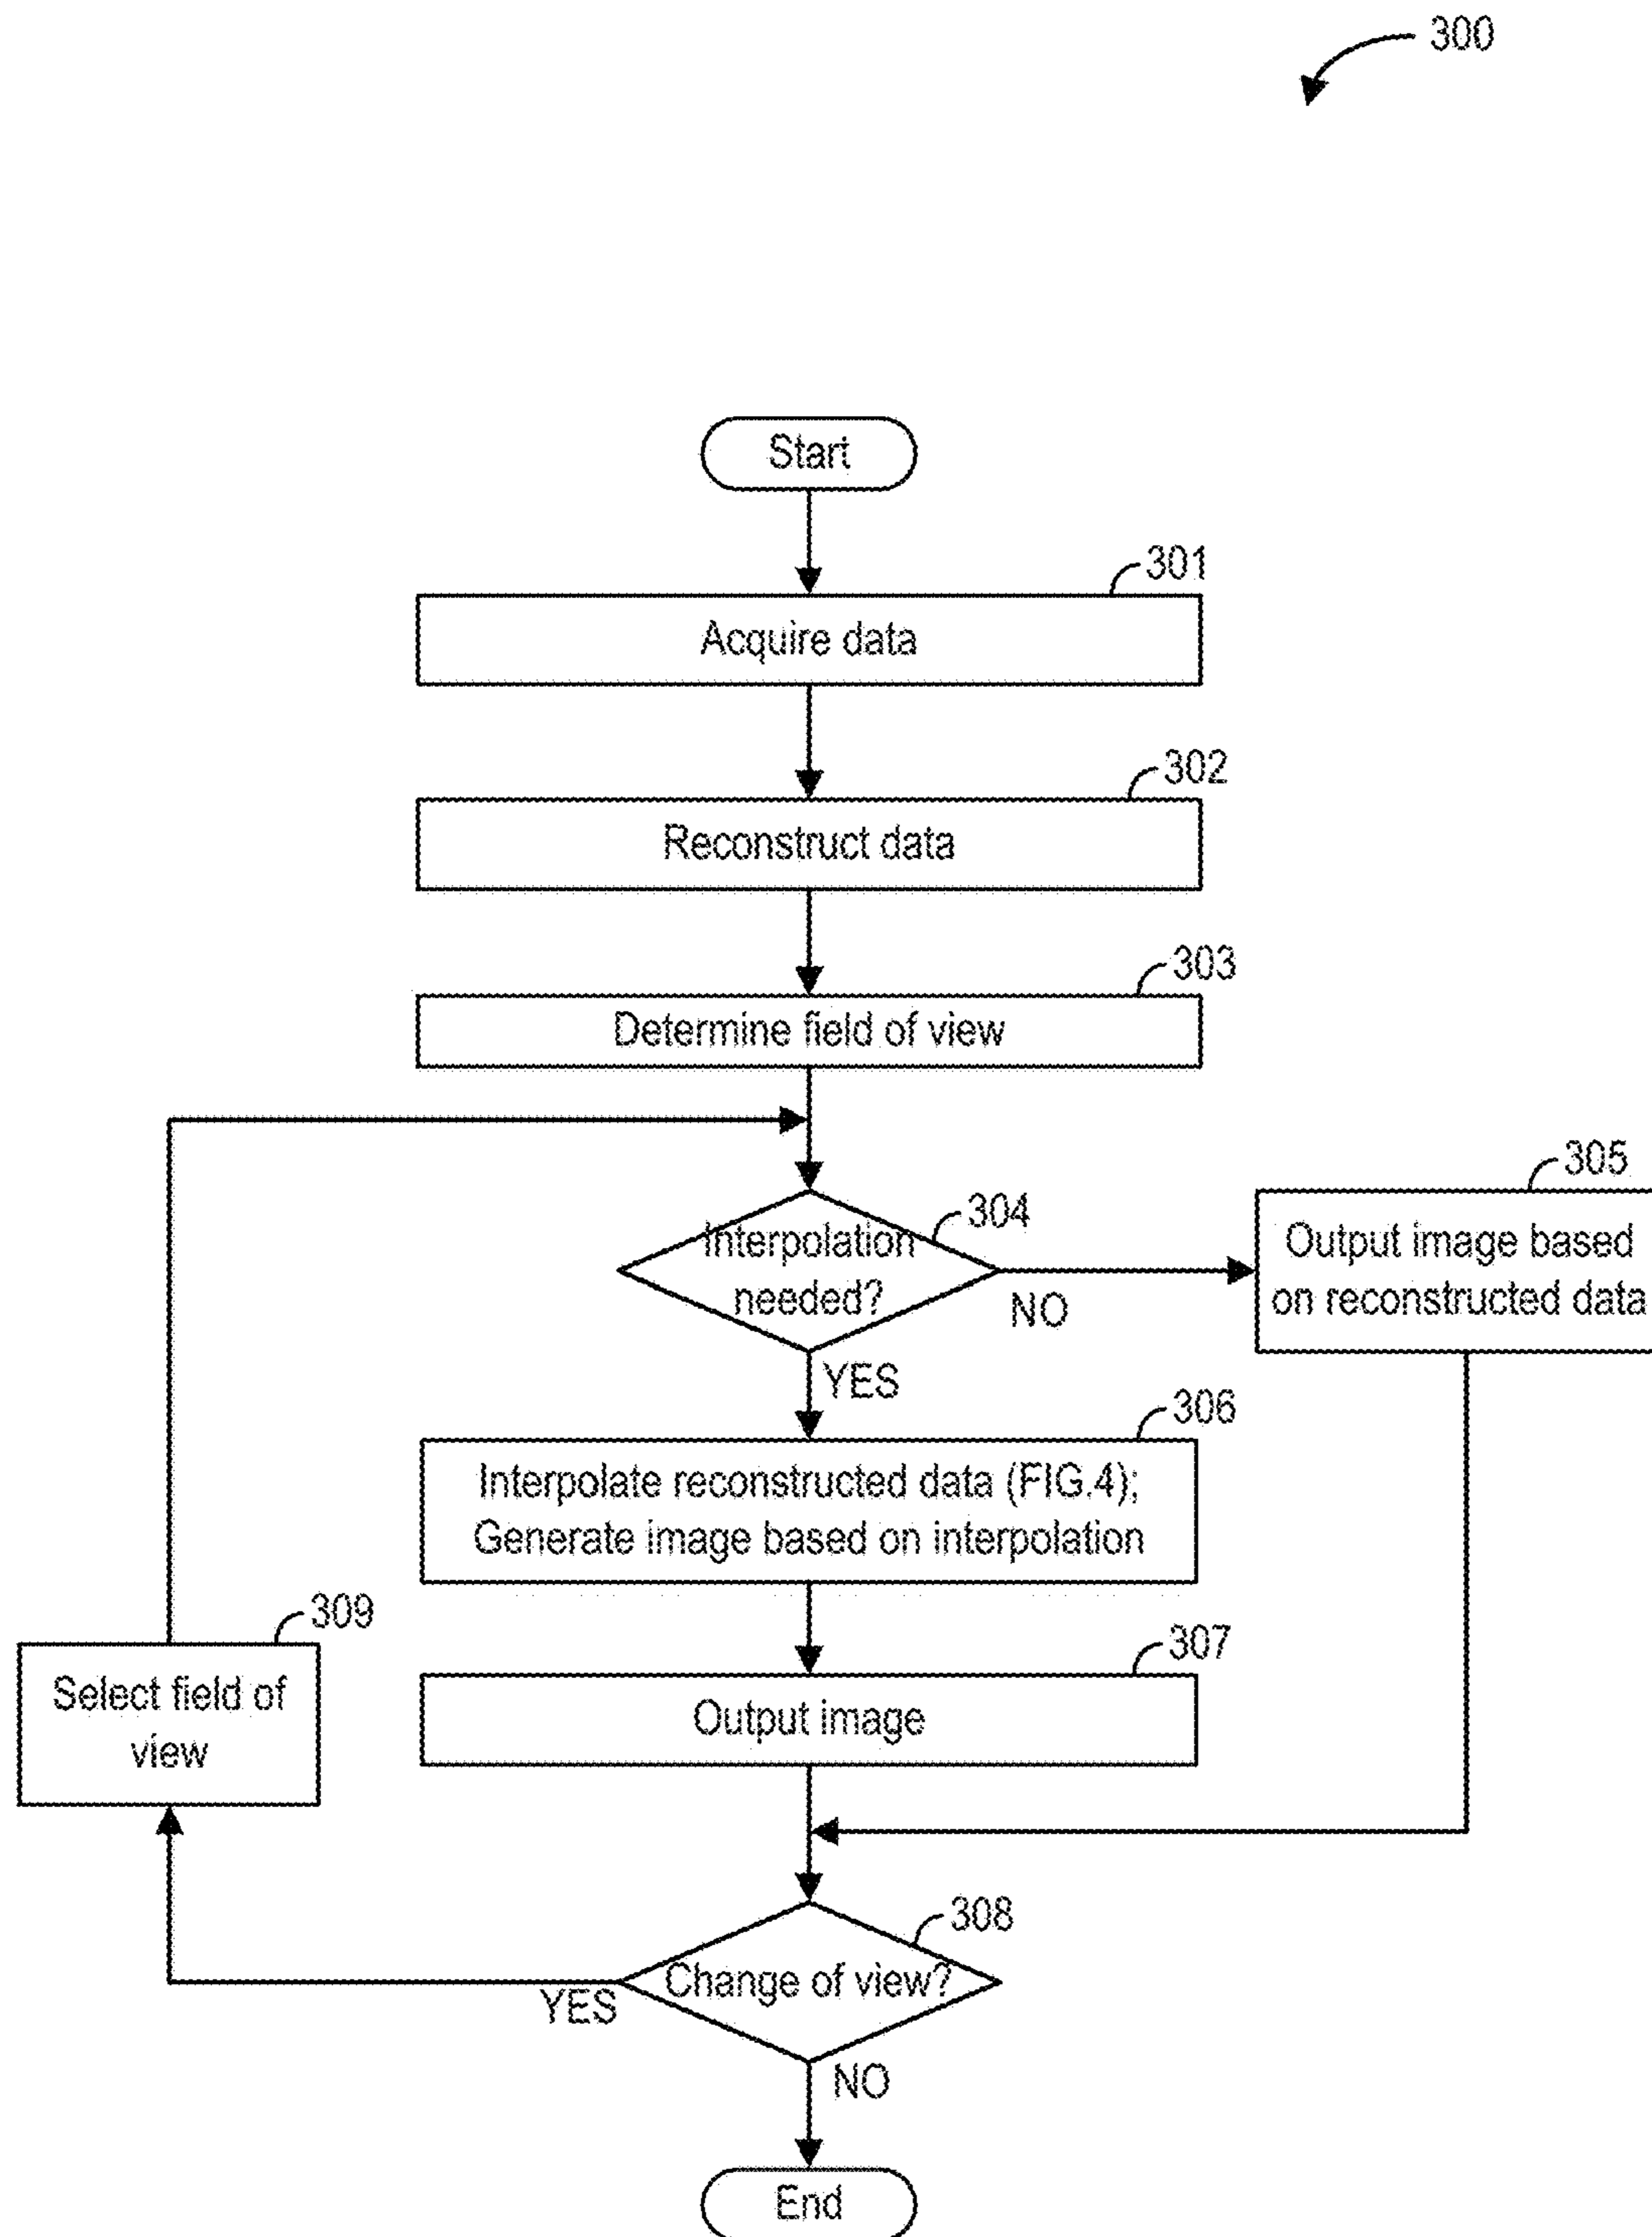 300
Start
301
Acquire data
302
Reconstruct data
303
Determine field of view
304
Interpolation
needed?
NO
305
Output image based
on reconstructed data
YES
306
Interpolate reconstructed data (FIG.4);
Generate image based on interpolation
307
Output image
309
Select field of
view
308
Change of view?
YES
NO
End